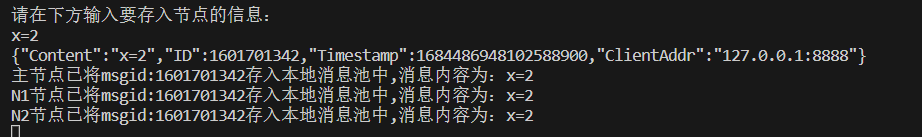 请在下方输入要存入节点的信息：
x=2
{"Content":"x=2","ID":1601701342,"Timestamp":1684486948102588900,"ClientAddr":"127.0.0.1:8888"}
主节点已将msgid:1601701342存入本地消息池中,消息内容为：x=2
N1节点已将msgid:1601701342存入本地消息池中,消息内容为：x=2
N2节点已将msgid:1601701342存入本地消息池中,消息内容为：x=2